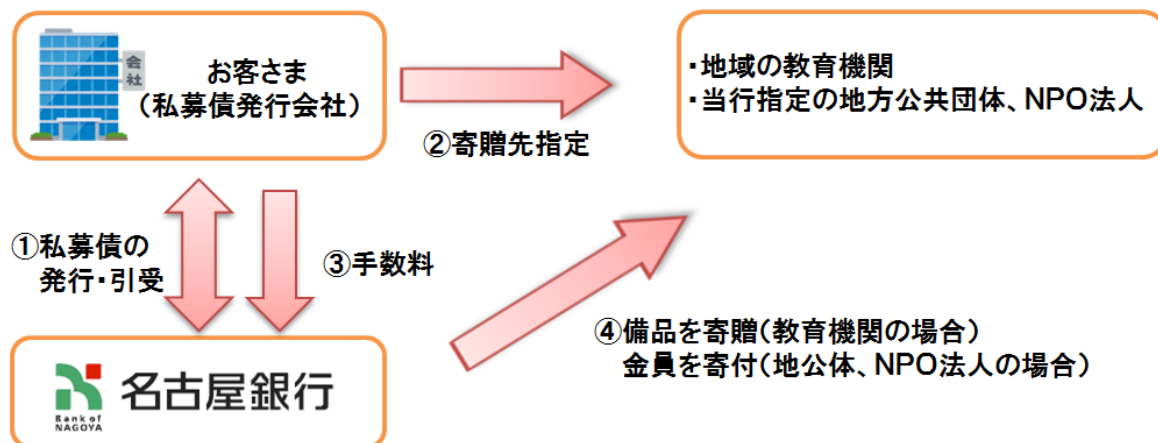 会
社
お客さま
（私募債発行会社）
・地域の教育機関
・当行指定の地方公共団体、NPO法人
②寄贈先指定
①私募債の
発行・引受
③手数料
④備品を寄贈（教育機関の場合）
金員を寄付（地公体、NPO法人の場合）
名古屋銀行
Bank of
NAGOYA